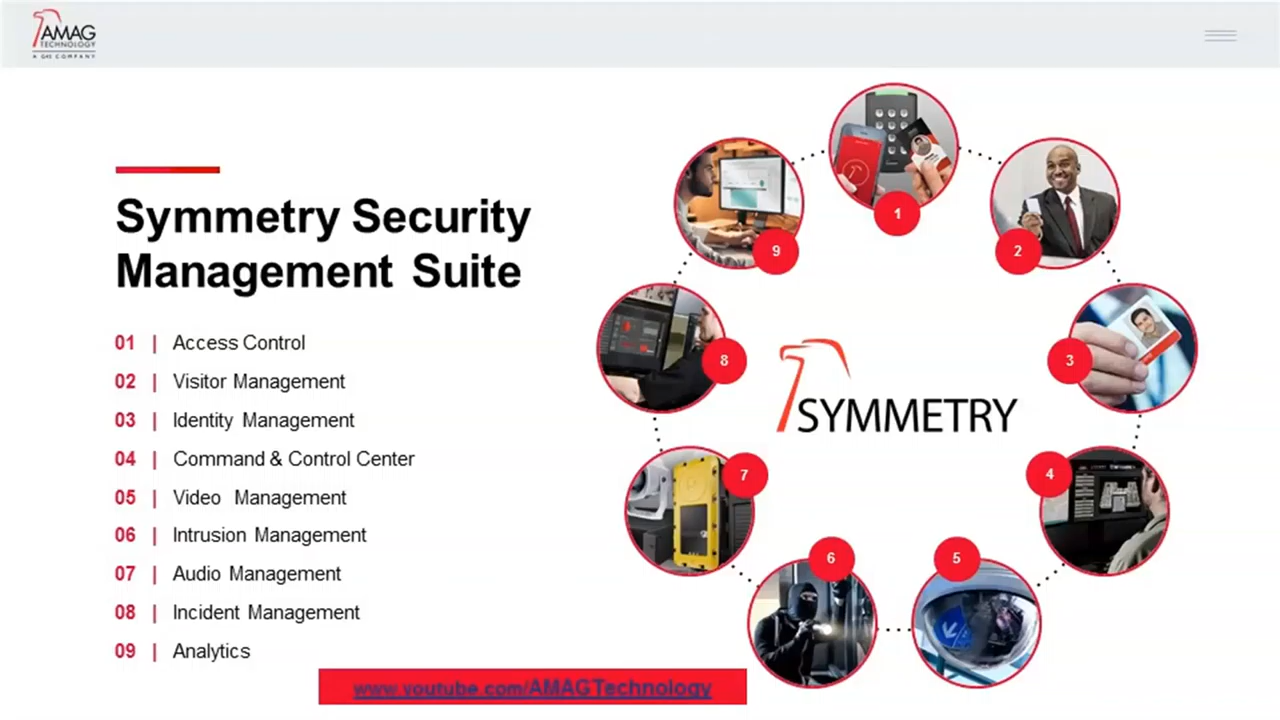 AMAG
TECHNOLOGY
A G4S COMPANY
Symmetry Security
Management Suite
01 | Access Control
02 | Visitor Management
03 | Identity Management
04 | Command & Control Center
05 | Video Management
06 | Intrusion Management
07 | Audio Management
08 | Incident Management
09 | Analytics
www.youtube.com/AMAGTechnology
1
2
3
4
5
6
7
8
9
SYMMETRY